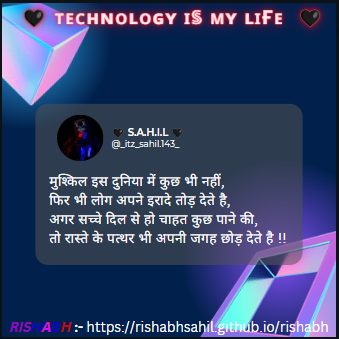 🖤 TECHNOLOGY IS MY LIFE 🖤
🖤 S.A.H.I.L 🖤
@_itz_sahil.143_
मुश्किल इस दुनिया में कुछ भी नहीं,
फिर भी लोग अपने इरादे तोड़ देते है,
अगर सच्चे दिल से हो चाहत कुछ पाने की,
तो रास्ते के पत्थर भी अपनी जगह छोड़ देते है !!
RISHABH :- https://rishabhsahil.github.io/rishabh